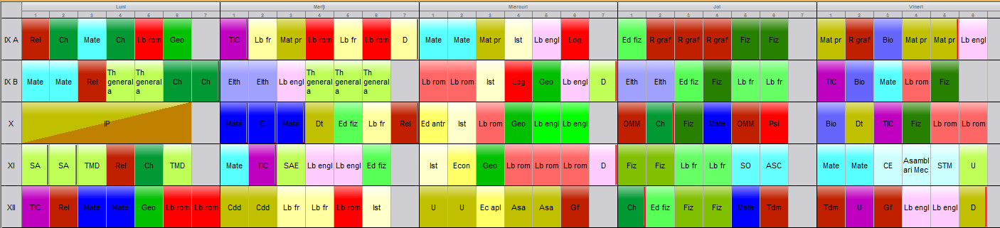 Luni Marţi Miercuri Joi Vineri
1 2 3 4 5 6 7 1 2 3 4 5 6 7 1 2 3 4 5 6 7 1 2 3 4 5 6 7 1 2 3 4 5 6
IX A Rel Ch Mate Ch Lb rom Geo TIC Lb fr Mat pr Lb rom Lb fr Lb rom D Mate Mate Mat pr Ist Lb engl Log Ed fiz R graf R graf R graf Fiz Fiz Mat pr R graf Bio Mat pr Mat pr Lb engl
IX B Mate Mate Rel Th generala Th generala Ch Ch Elth Elth Lb engl Th generala Th generala Th generala Lb rom Lb rom Ist Log Geo Lb engl D Elth Elth Ed fiz Fiz Lb fr Lb fr TIC Bio Mate Lb rom Fiz
X IP Mate D Mate Dt Ed fiz Lb fr Rel Ed antr Ist Lb rom Geo Lb engl Lb engl OMM Ch Fiz Mate OMM Psi Bio Dt TIC Fiz Lb rom Lb rom
XI SA SA TMD Rel Ch TMD Mate TIC SAE Lb engl Lb engl Ed fiz Ist Econ Geo Lb rom Lb rom Lb rom D Fiz Fiz Lb fr Lb fr SO ASC Mate Mate CE Asamblari Mec STM U
XII TIC Rel Mate Mate Geo Lb rom Lb rom Cdd Cdd Lb fr Lb fr Lb rom Ist U U Ec apl Asa Asa Gf Ch Ed fiz Fiz Fiz Mate Tdm Tdm U Gf Lb engl Lb engl D